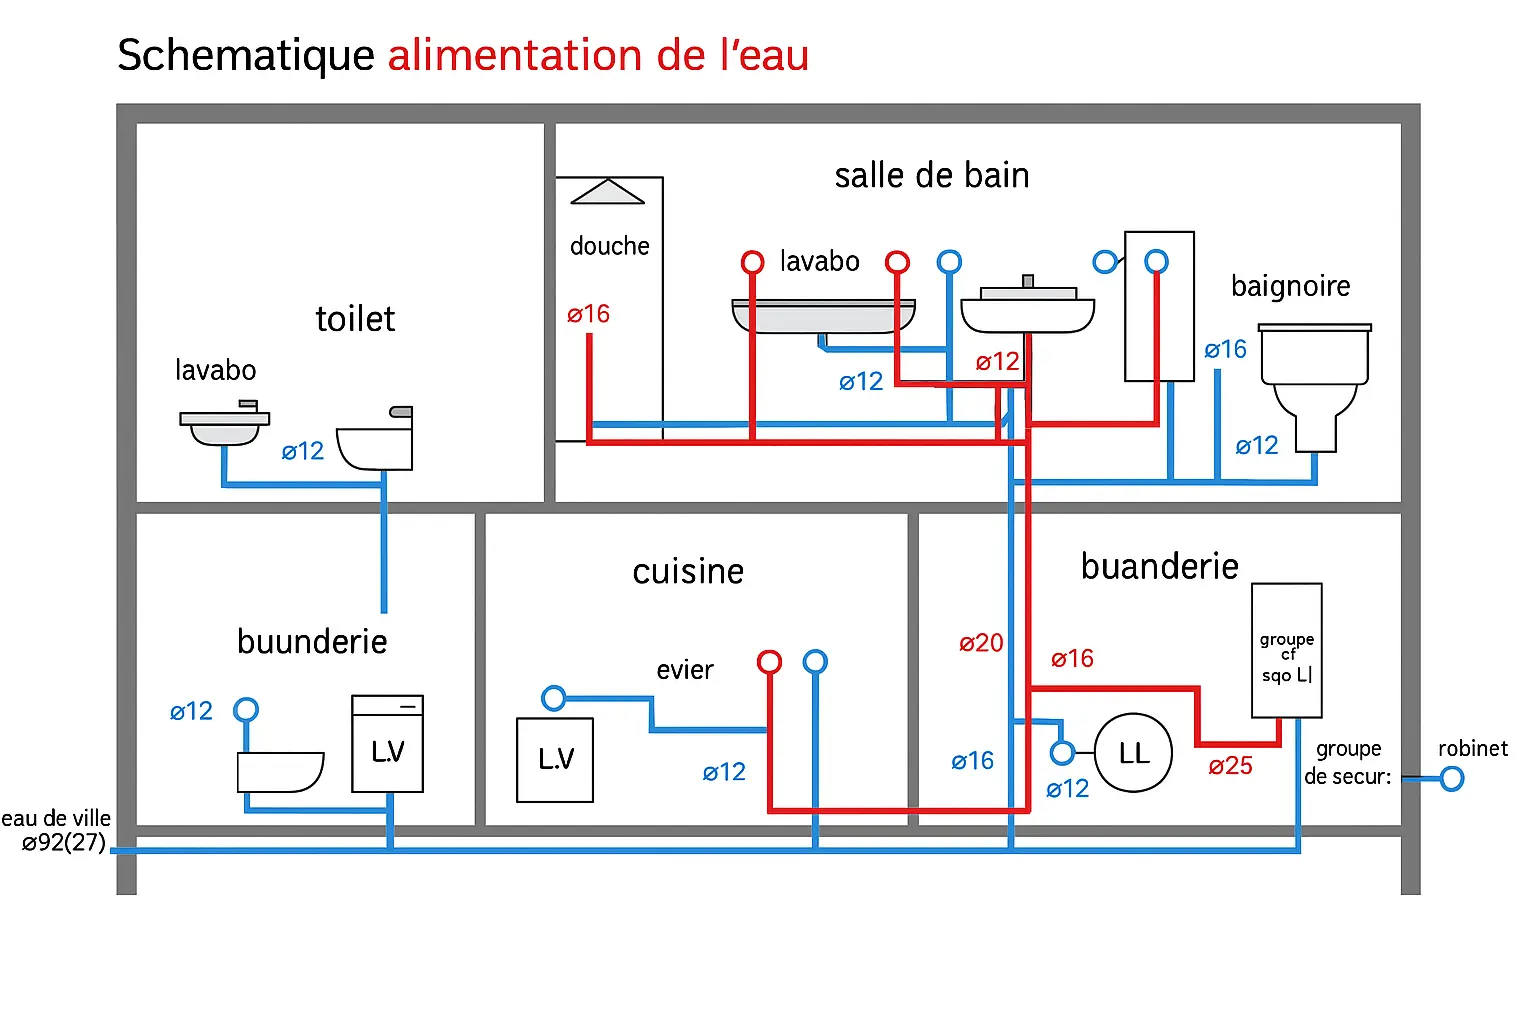 Schematique alimentation de l'eau
salle de bain
douche
lavabo
baignoire
ø16
toilet
ø16
lavabo
ø12
ø12
ø12
ø12
cuisine
buanderie
buunderie
evier
ø20
ø16
groupe
cf
sqo L|
ø12
L.V
L.V
ø12
ø16
ø12
LL
ø25
groupe
de secur:
robinet
eau de ville
ø92(27)